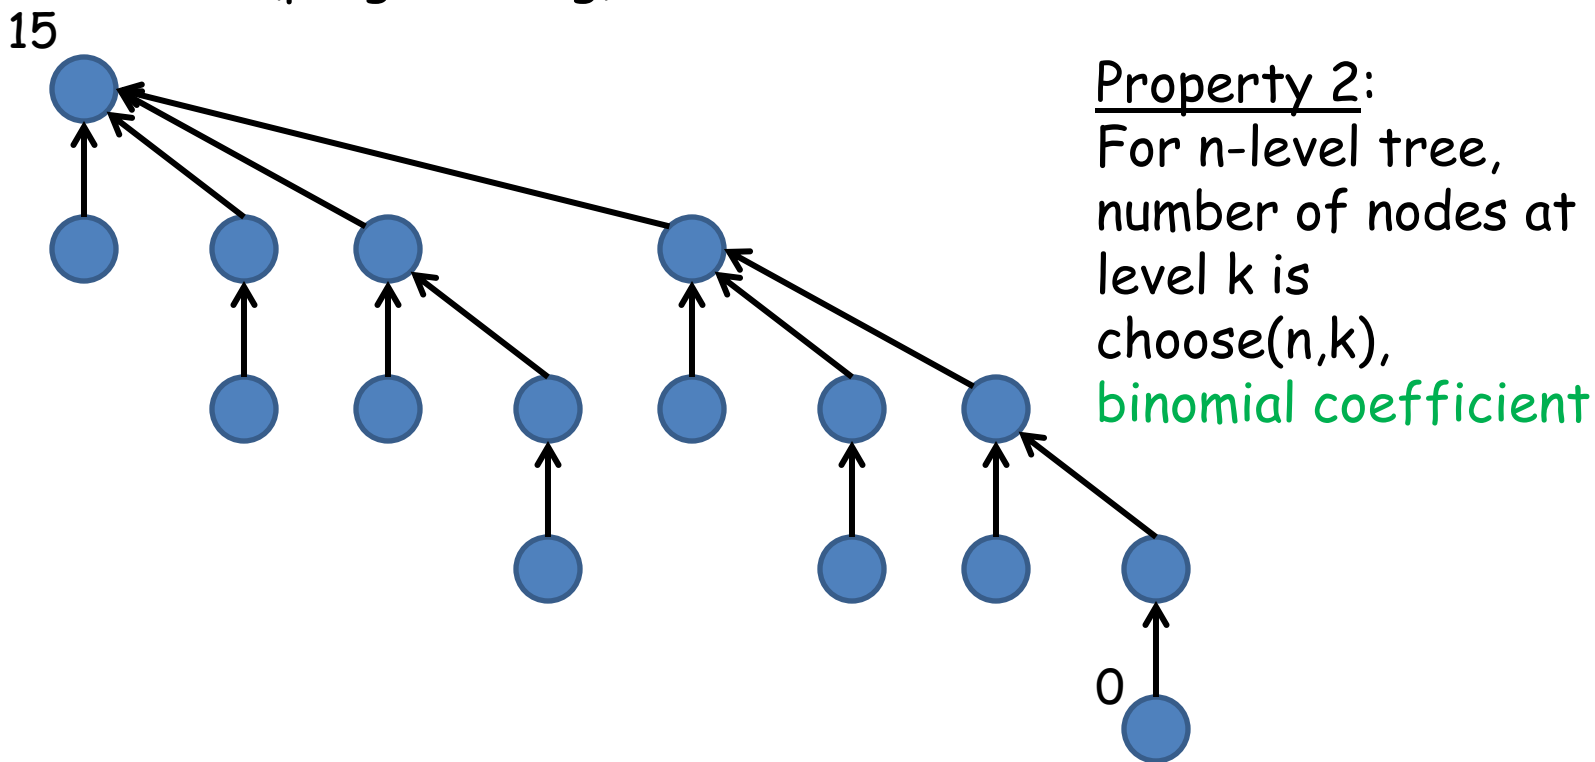 15
Property 2:
For n-level tree,
number of nodes at
level k is
choose(n,k),
binomial coefficient
0